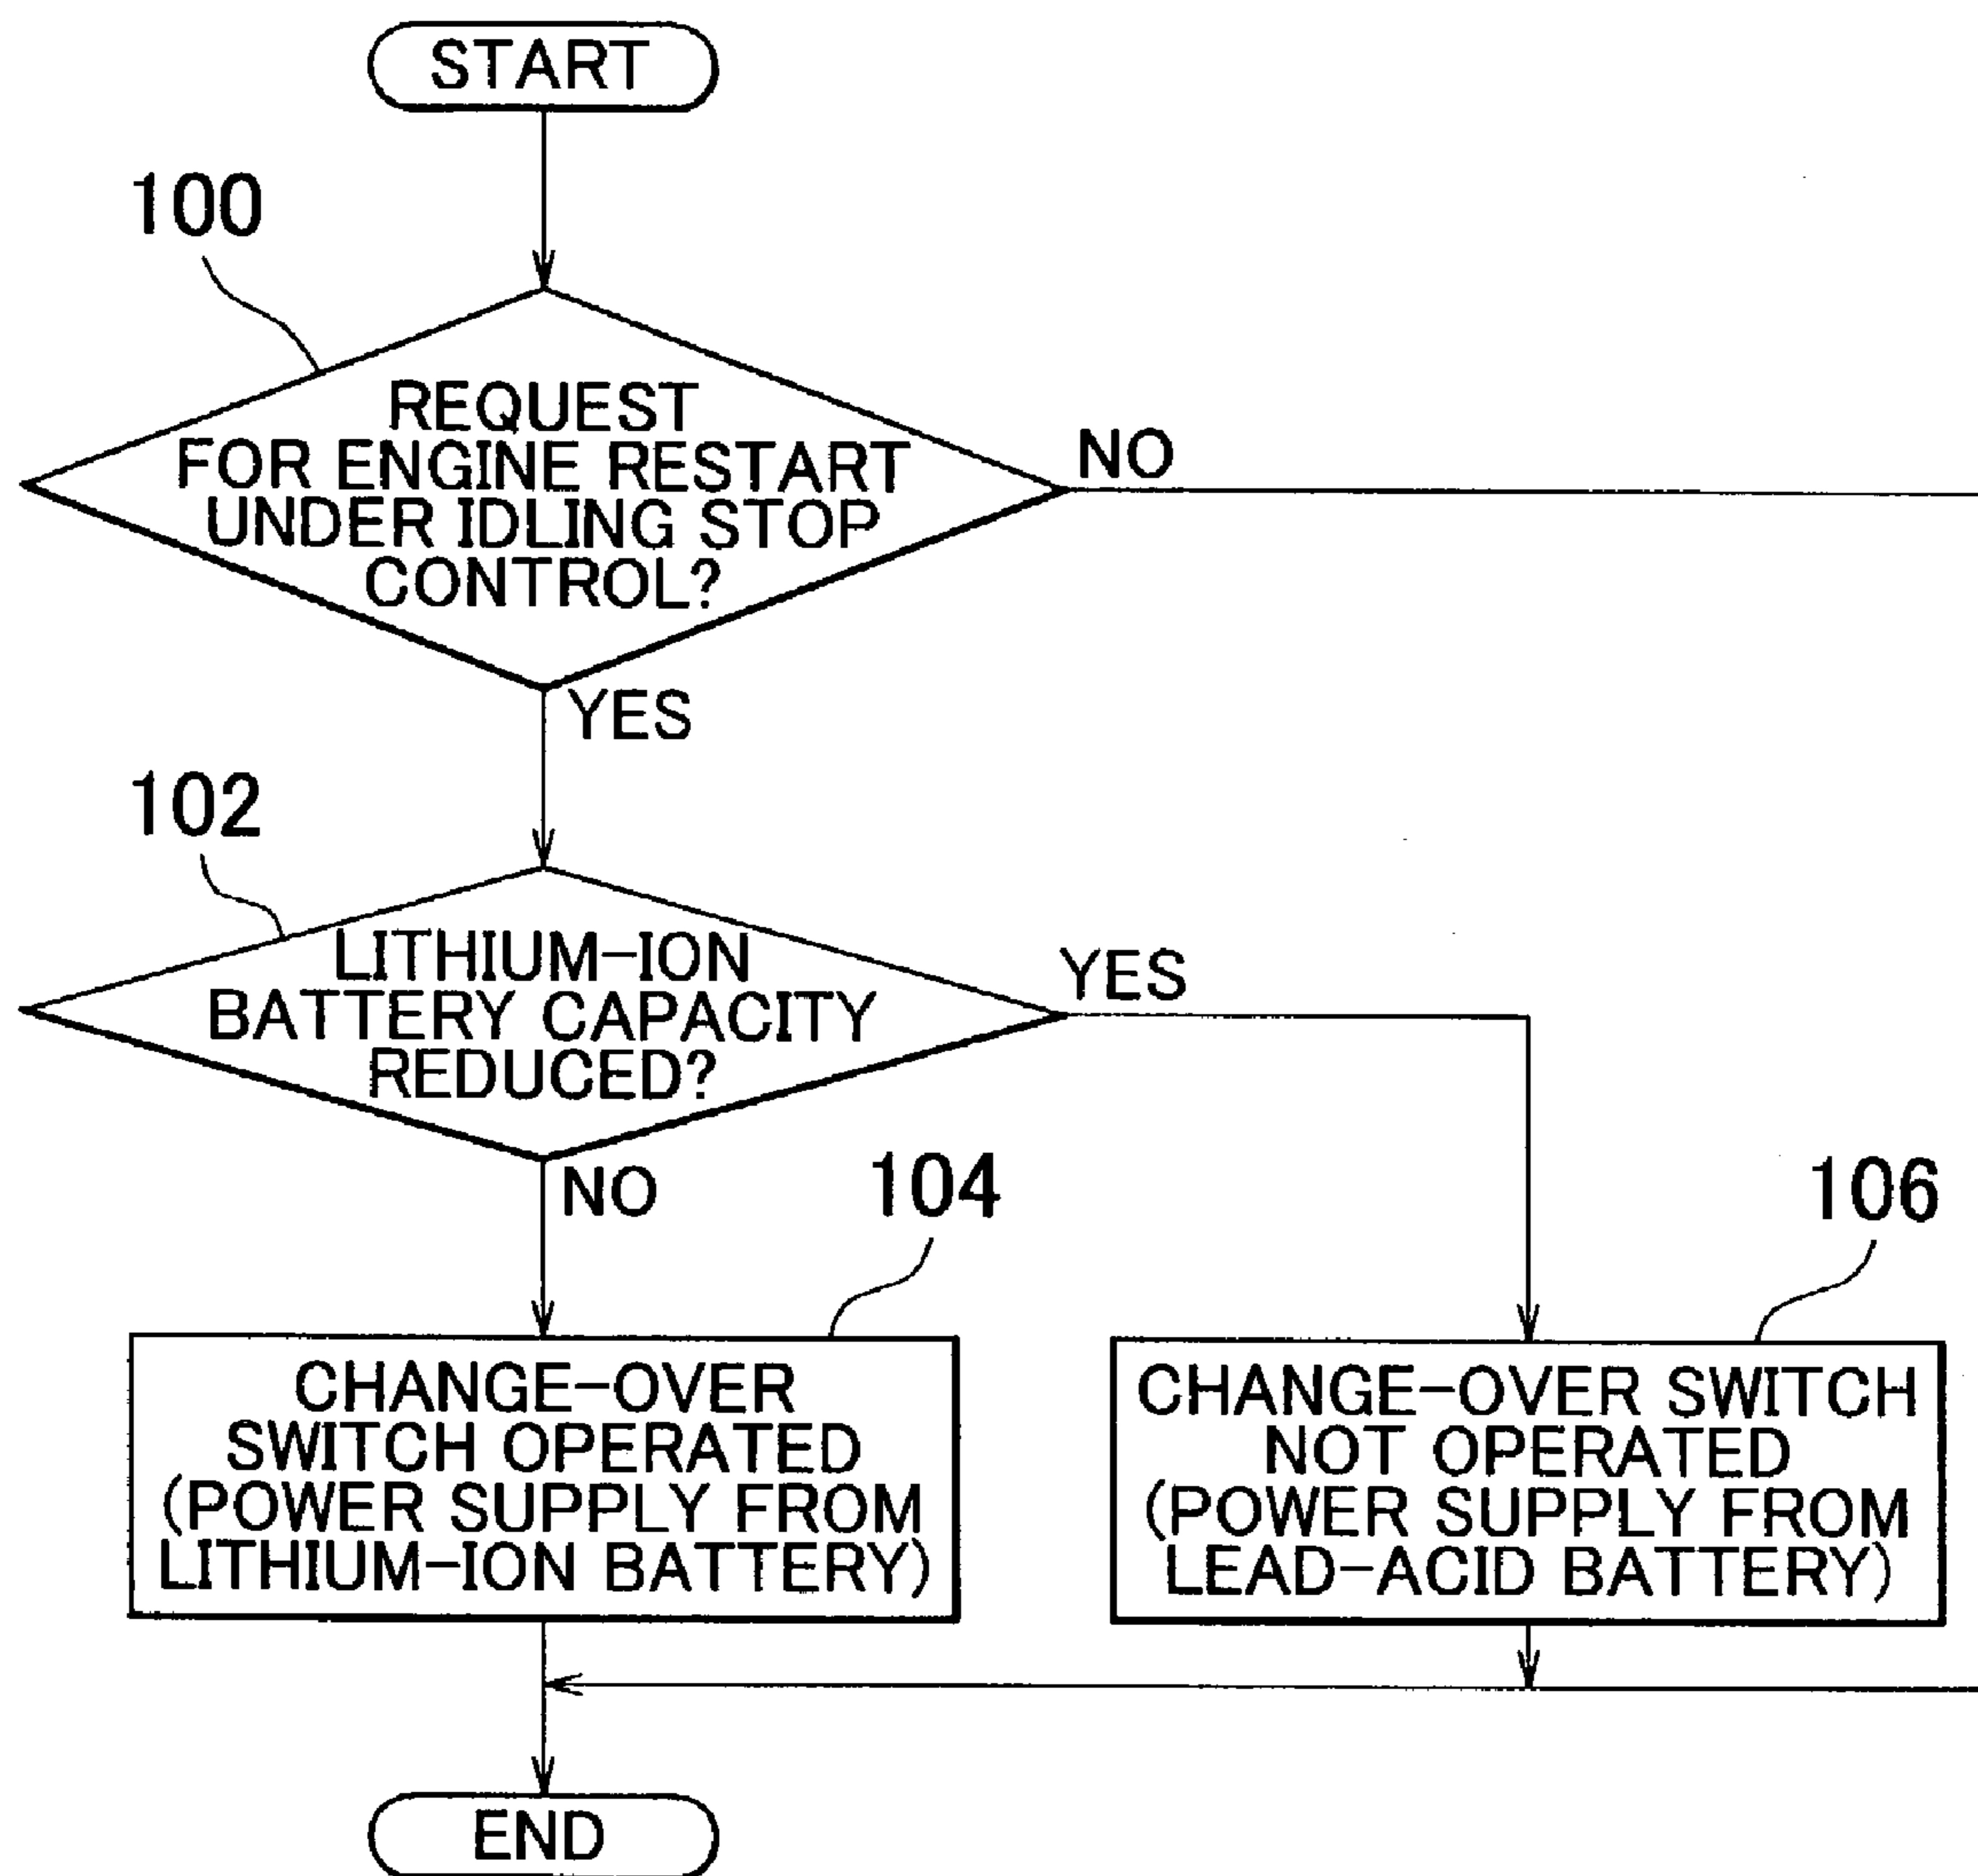 START
100
REQUEST
FOR ENGINE RESTART
UNDER IDLING STOP
CONTROL?
NO
YES
102
LITHIUM-ION
BATTERY CAPACITY
REDUCED?
YES
NO
104
106
CHANGE-OVER
SWITCH OPERATED
(POWER SUPPLY FROM
LITHIUM-ION BATTERY)
CHANGE-OVER SWITCH
NOT OPERATED
(POWER SUPPLY FROM
LEAD-ACID BATTERY)
END